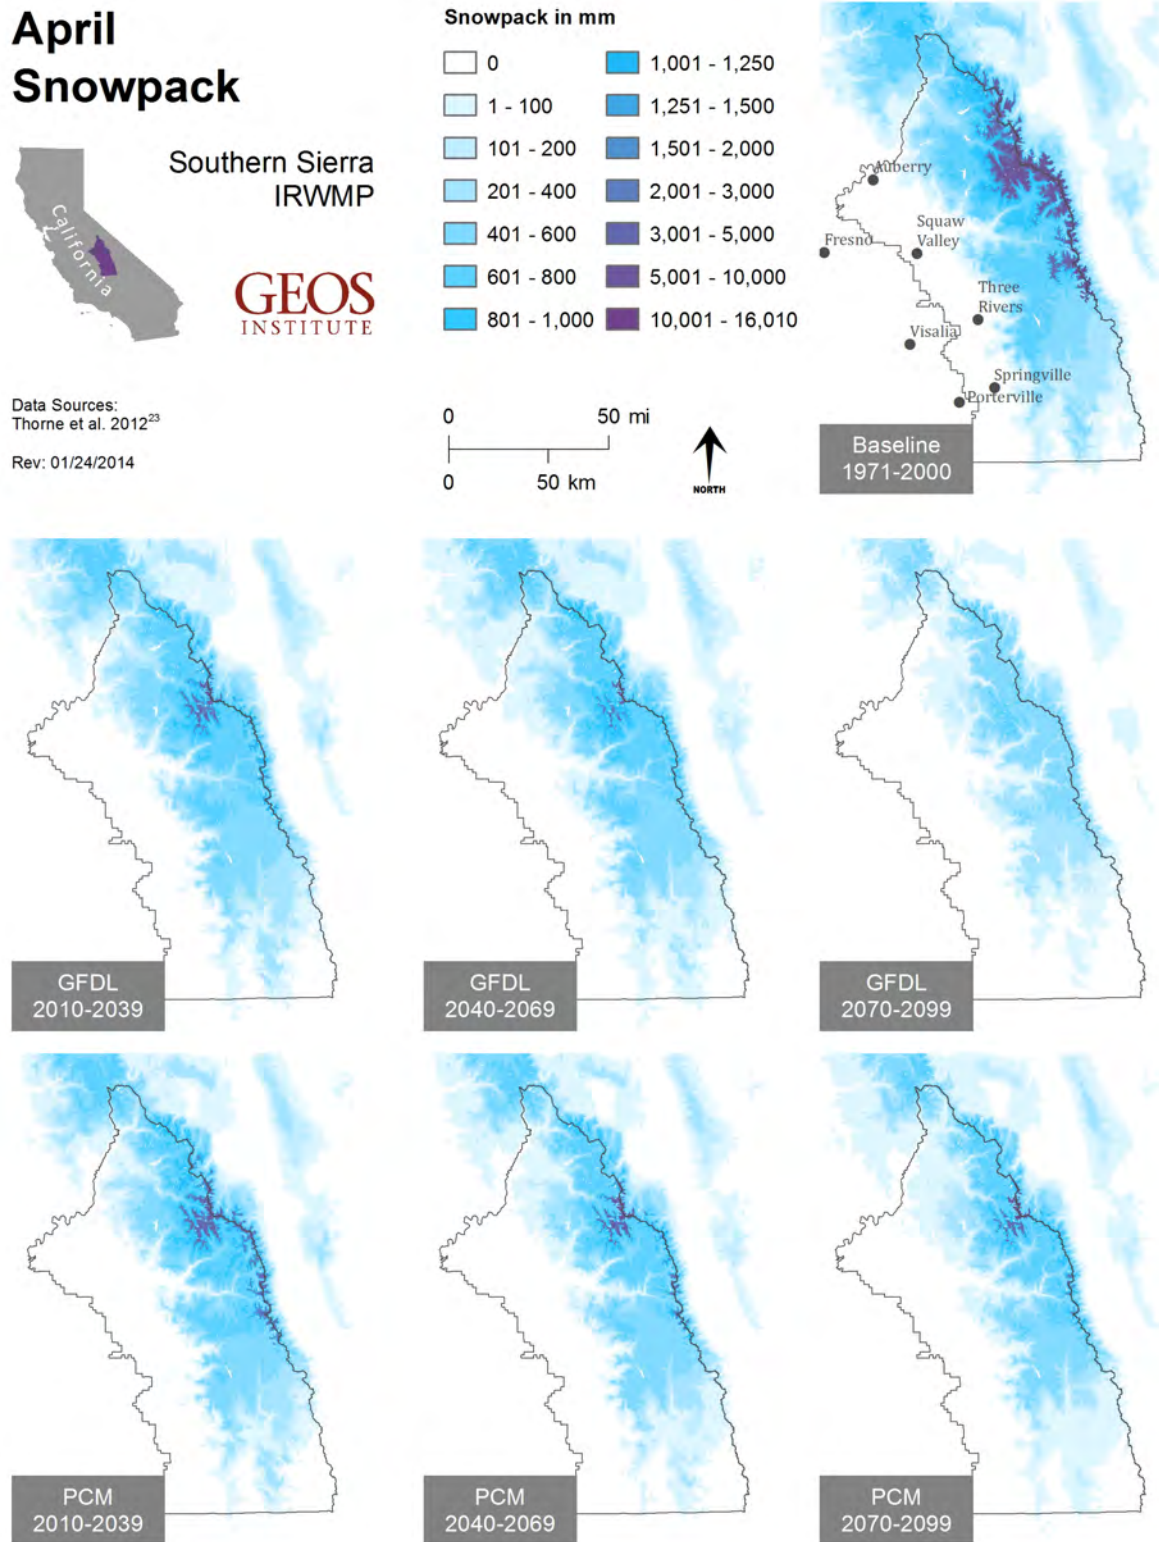 April
Snowpack
Southern Sierra
IRWMP
California
GEOS
INSTITUTE
Data Sources:
Thorne et al. 2012²³
Rev: 01/24/2014
Snowpack in mm
0
1 - 100
101 - 200
201 - 400
401 - 600
601 - 800
801 - 1,000
1,001 - 1,250
1,251 - 1,500
1,501 - 2,000
2,001 - 3,000
3,001 - 5,000
5,001 - 10,000
10,001 - 16,010
0 50 mi
0 50 km
NORTH
Auberry
Fresno
Squaw
Valley
Three
Rivers
Visalia
Springville
Porterville
Baseline
1971-2000
GFDL
2010-2039
GFDL
2040-2069
GFDL
2070-2099
PCM
2010-2039
PCM
2040-2069
PCM
2070-2099